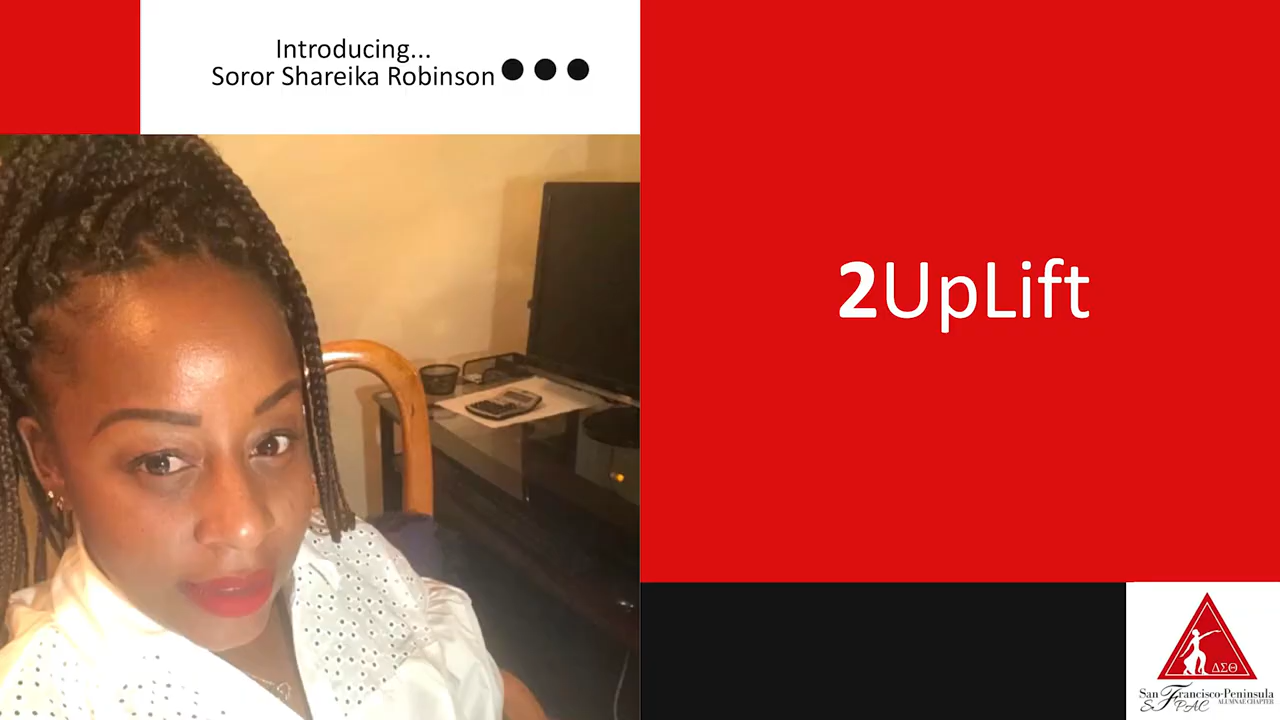 Introducing...
Soror Shareika Robinson
2UpLift
ΔΣΘ
San Francisco-Peninsula
ALUMNAE CHAPTER
SFPAC